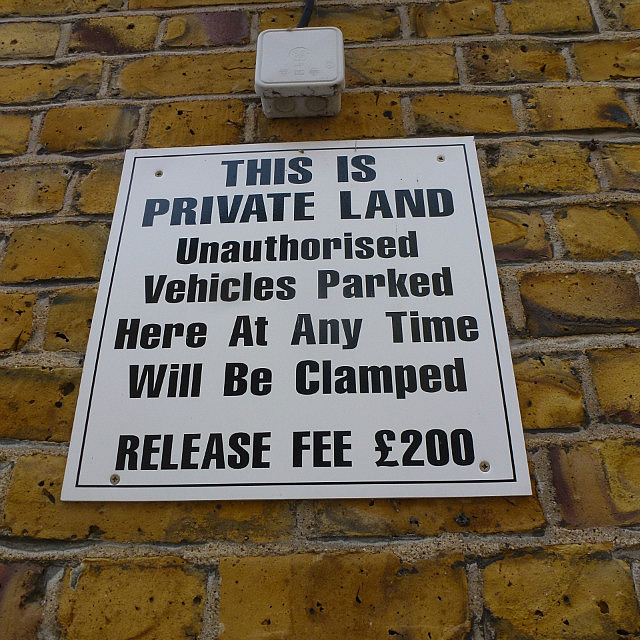 THIS IS
PRIVATE LAND
Unauthorised
Vehicles Parked
Here At Any Time
Will Be Clamped
RELEASE FEE £200